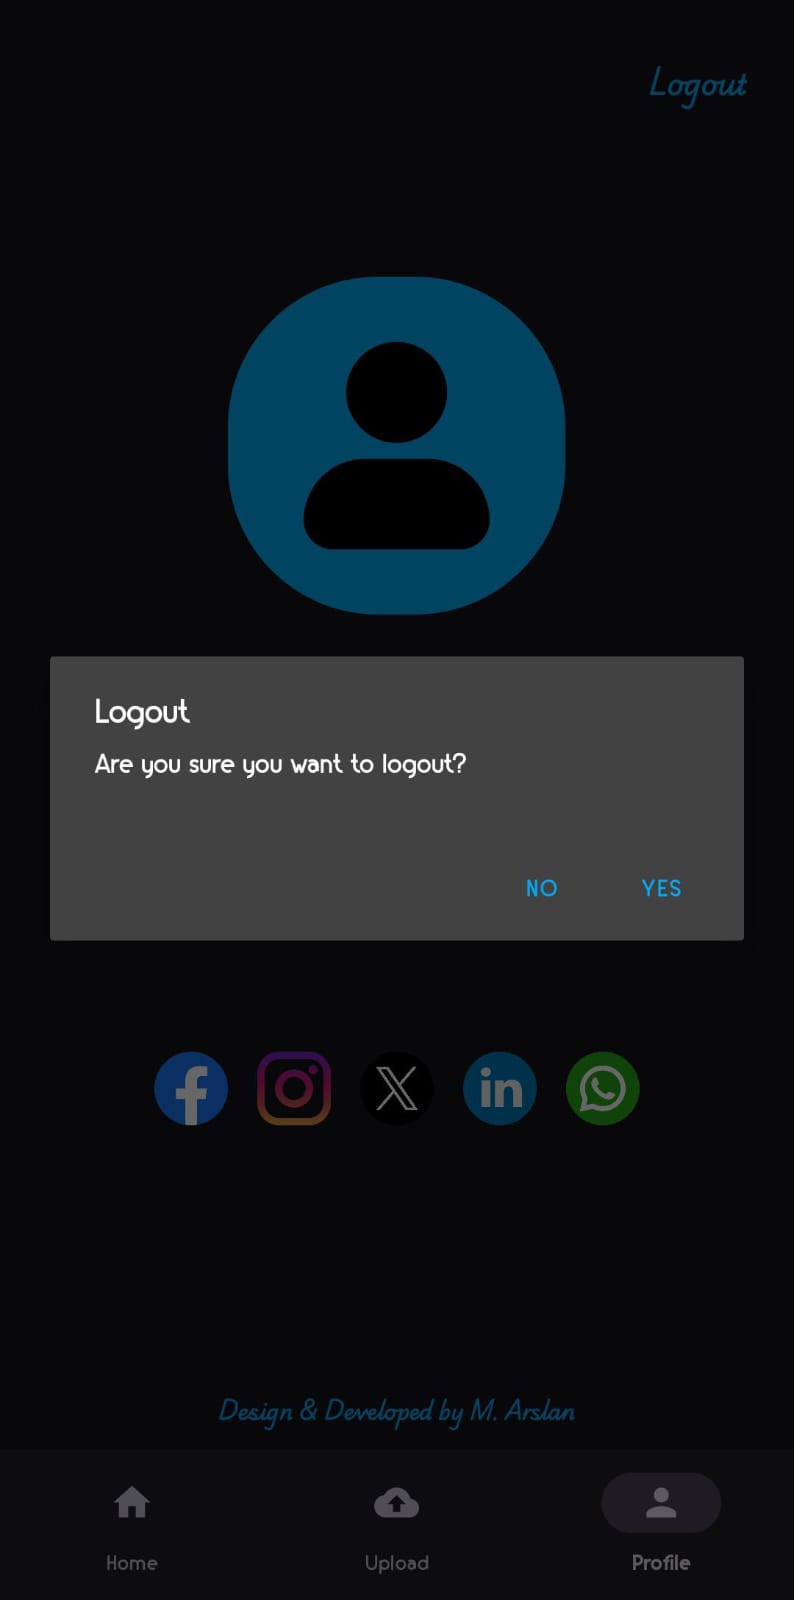 Logout
Logout
Are you sure you want to logout?
NO YES
Design & Developed by M. Arslan
Home Upload Profile